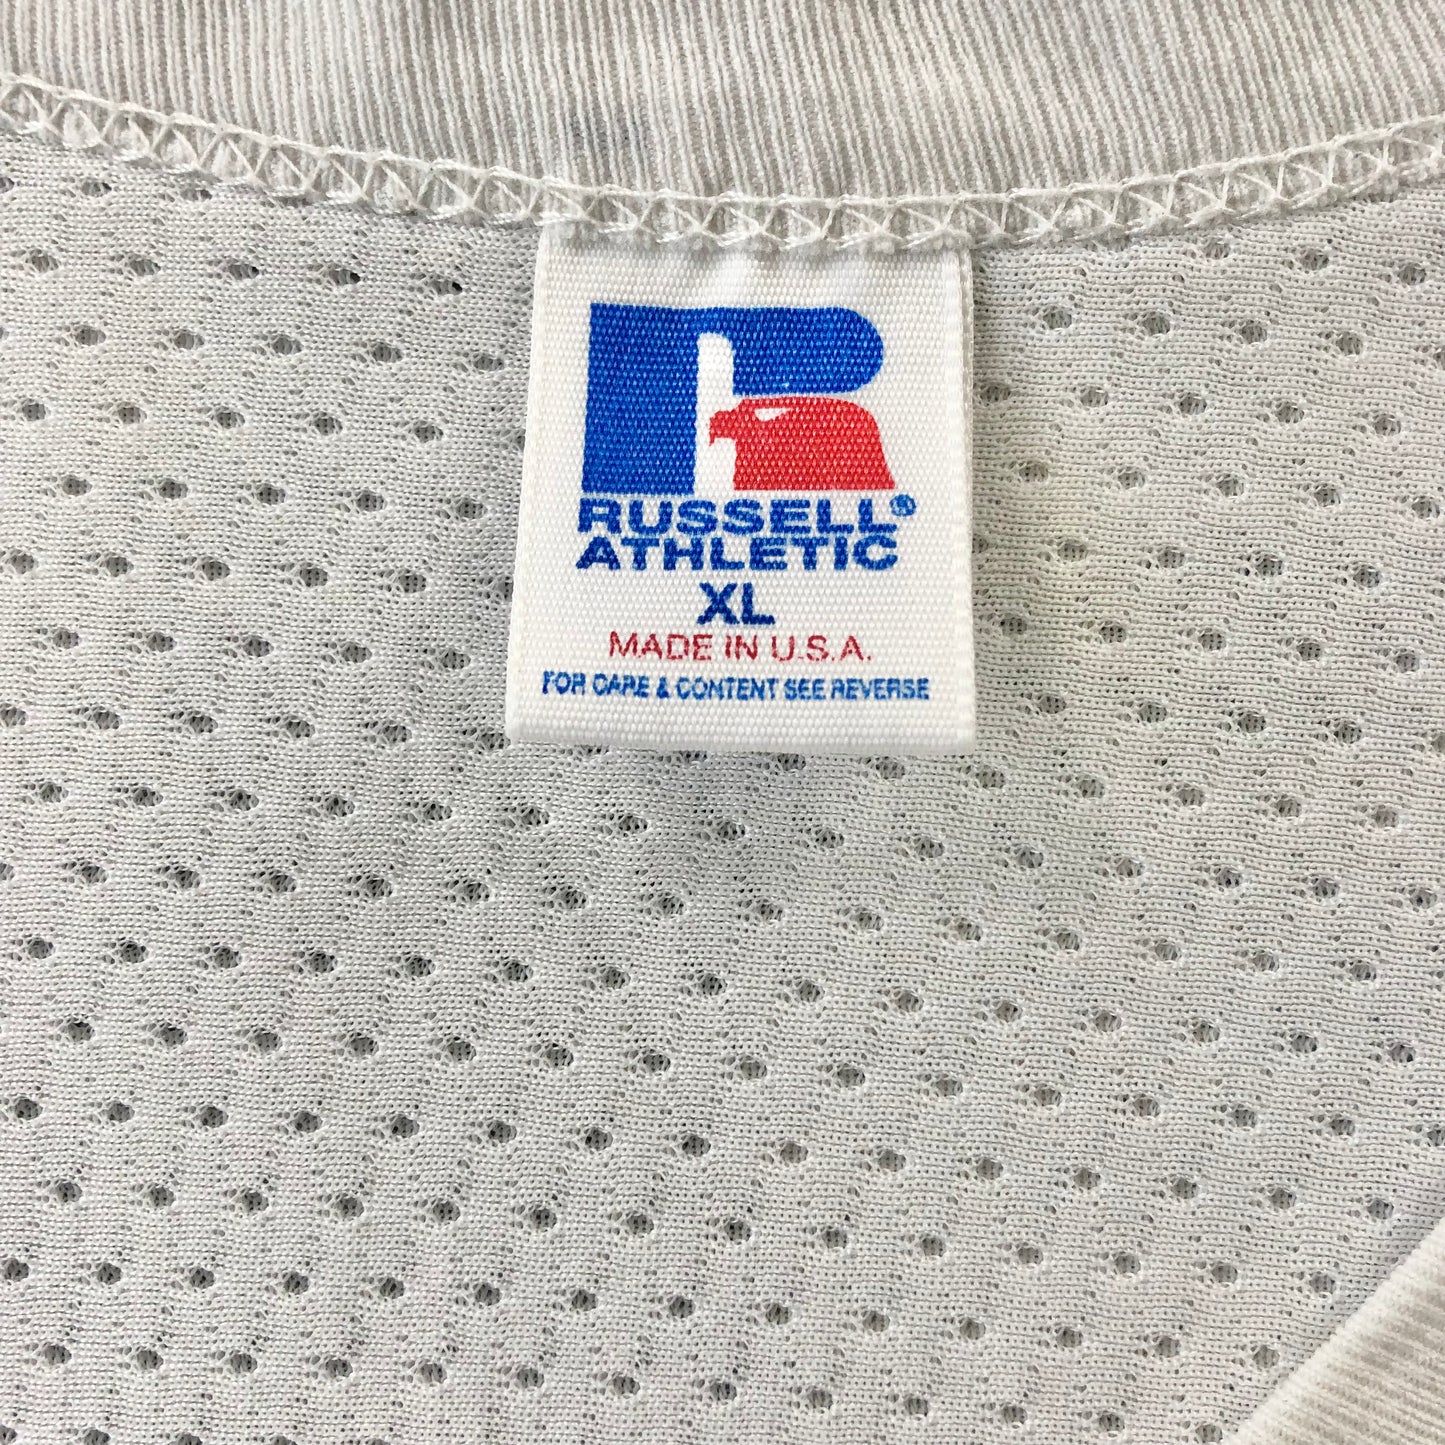 R
RUSSELL®
ATHLETIC
XL
MADE IN U.S.A.
FOR CARE & CONTENT SEE REVERSE